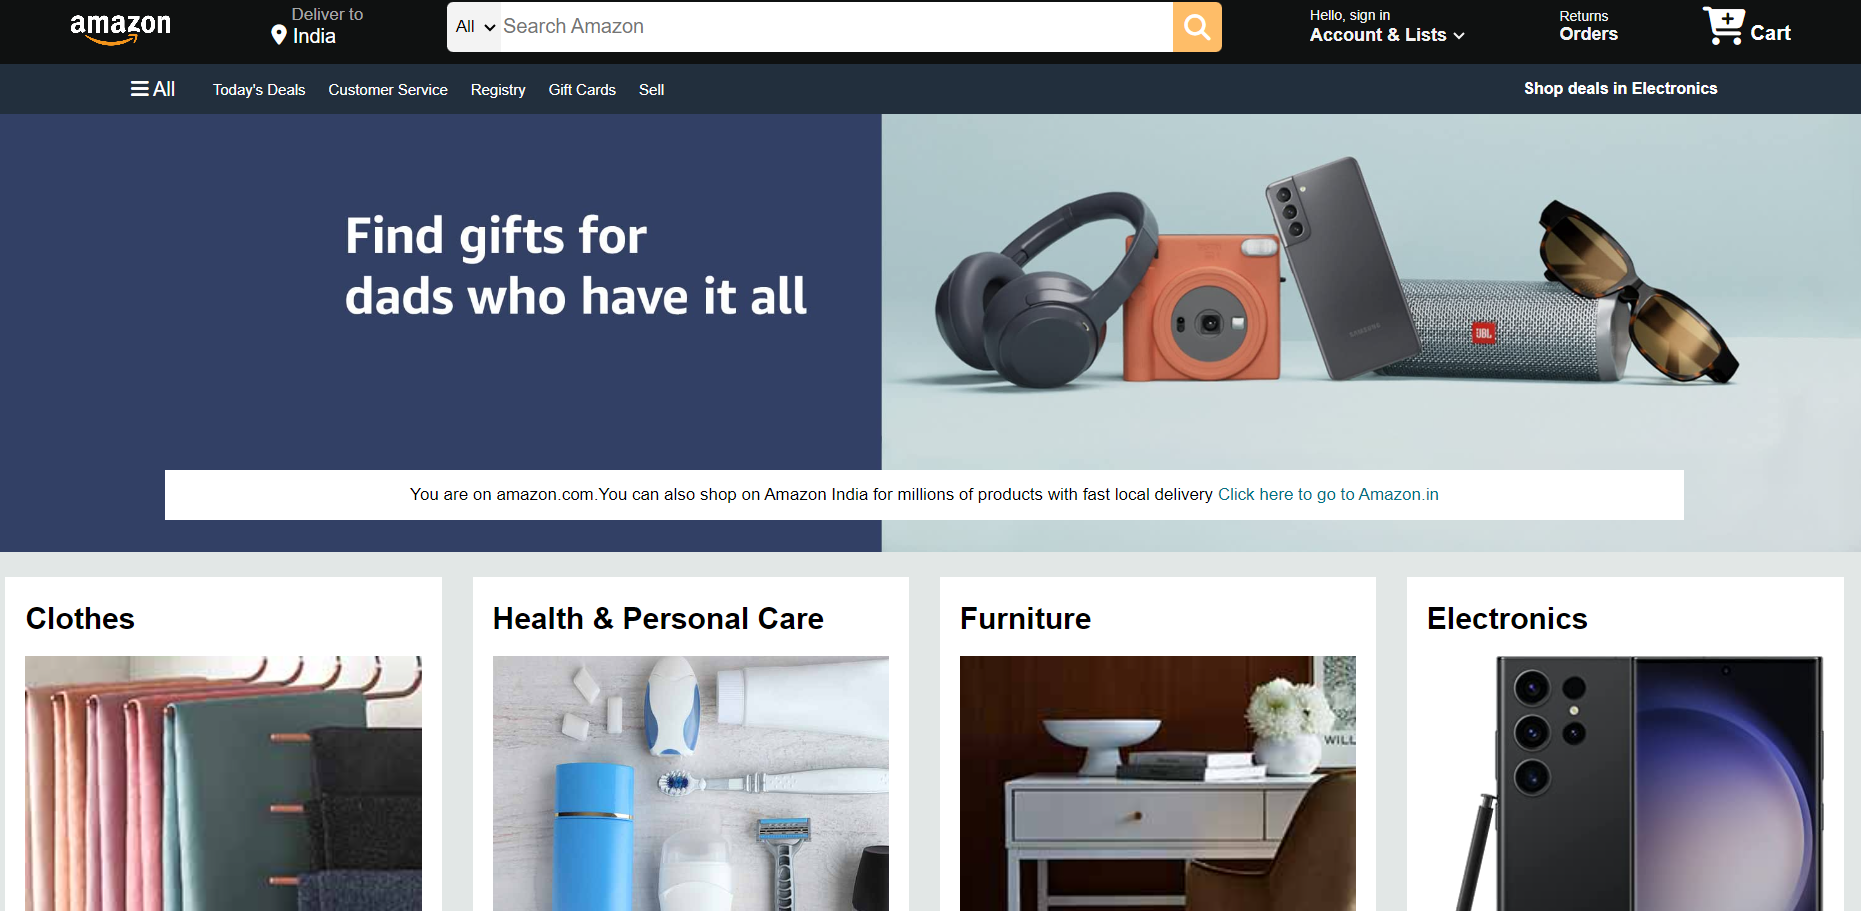 amazon
Deliver to
India
All
Search Amazon
Hello, sign in
Account & Lists
Returns
Orders
Cart
All
Today's Deals
Customer Service
Registry
Gift Cards
Sell
Shop deals in Electronics
Find gifts for
dads who have it all
SAMSUNG
JBL
You are on amazon.com.You can also shop on Amazon India for millions of products with fast local delivery Click here to go to Amazon.in
Clothes
Health & Personal Care
Furniture
Electronics
WILL